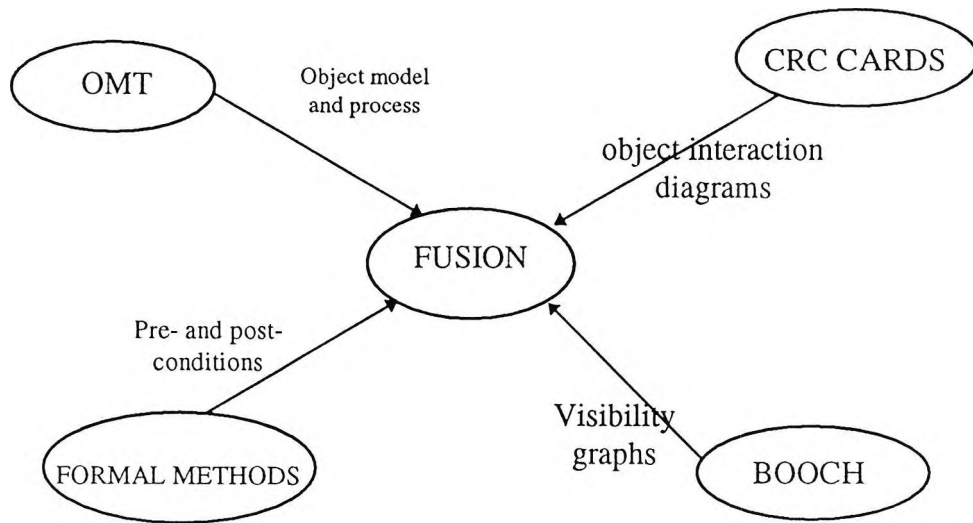 OMT
Object model
and process
CRC CARDS
object interaction
diagrams
FUSION
Pre- and post-
conditions
Visibility
graphs
FORMAL METHODS
BOOCH